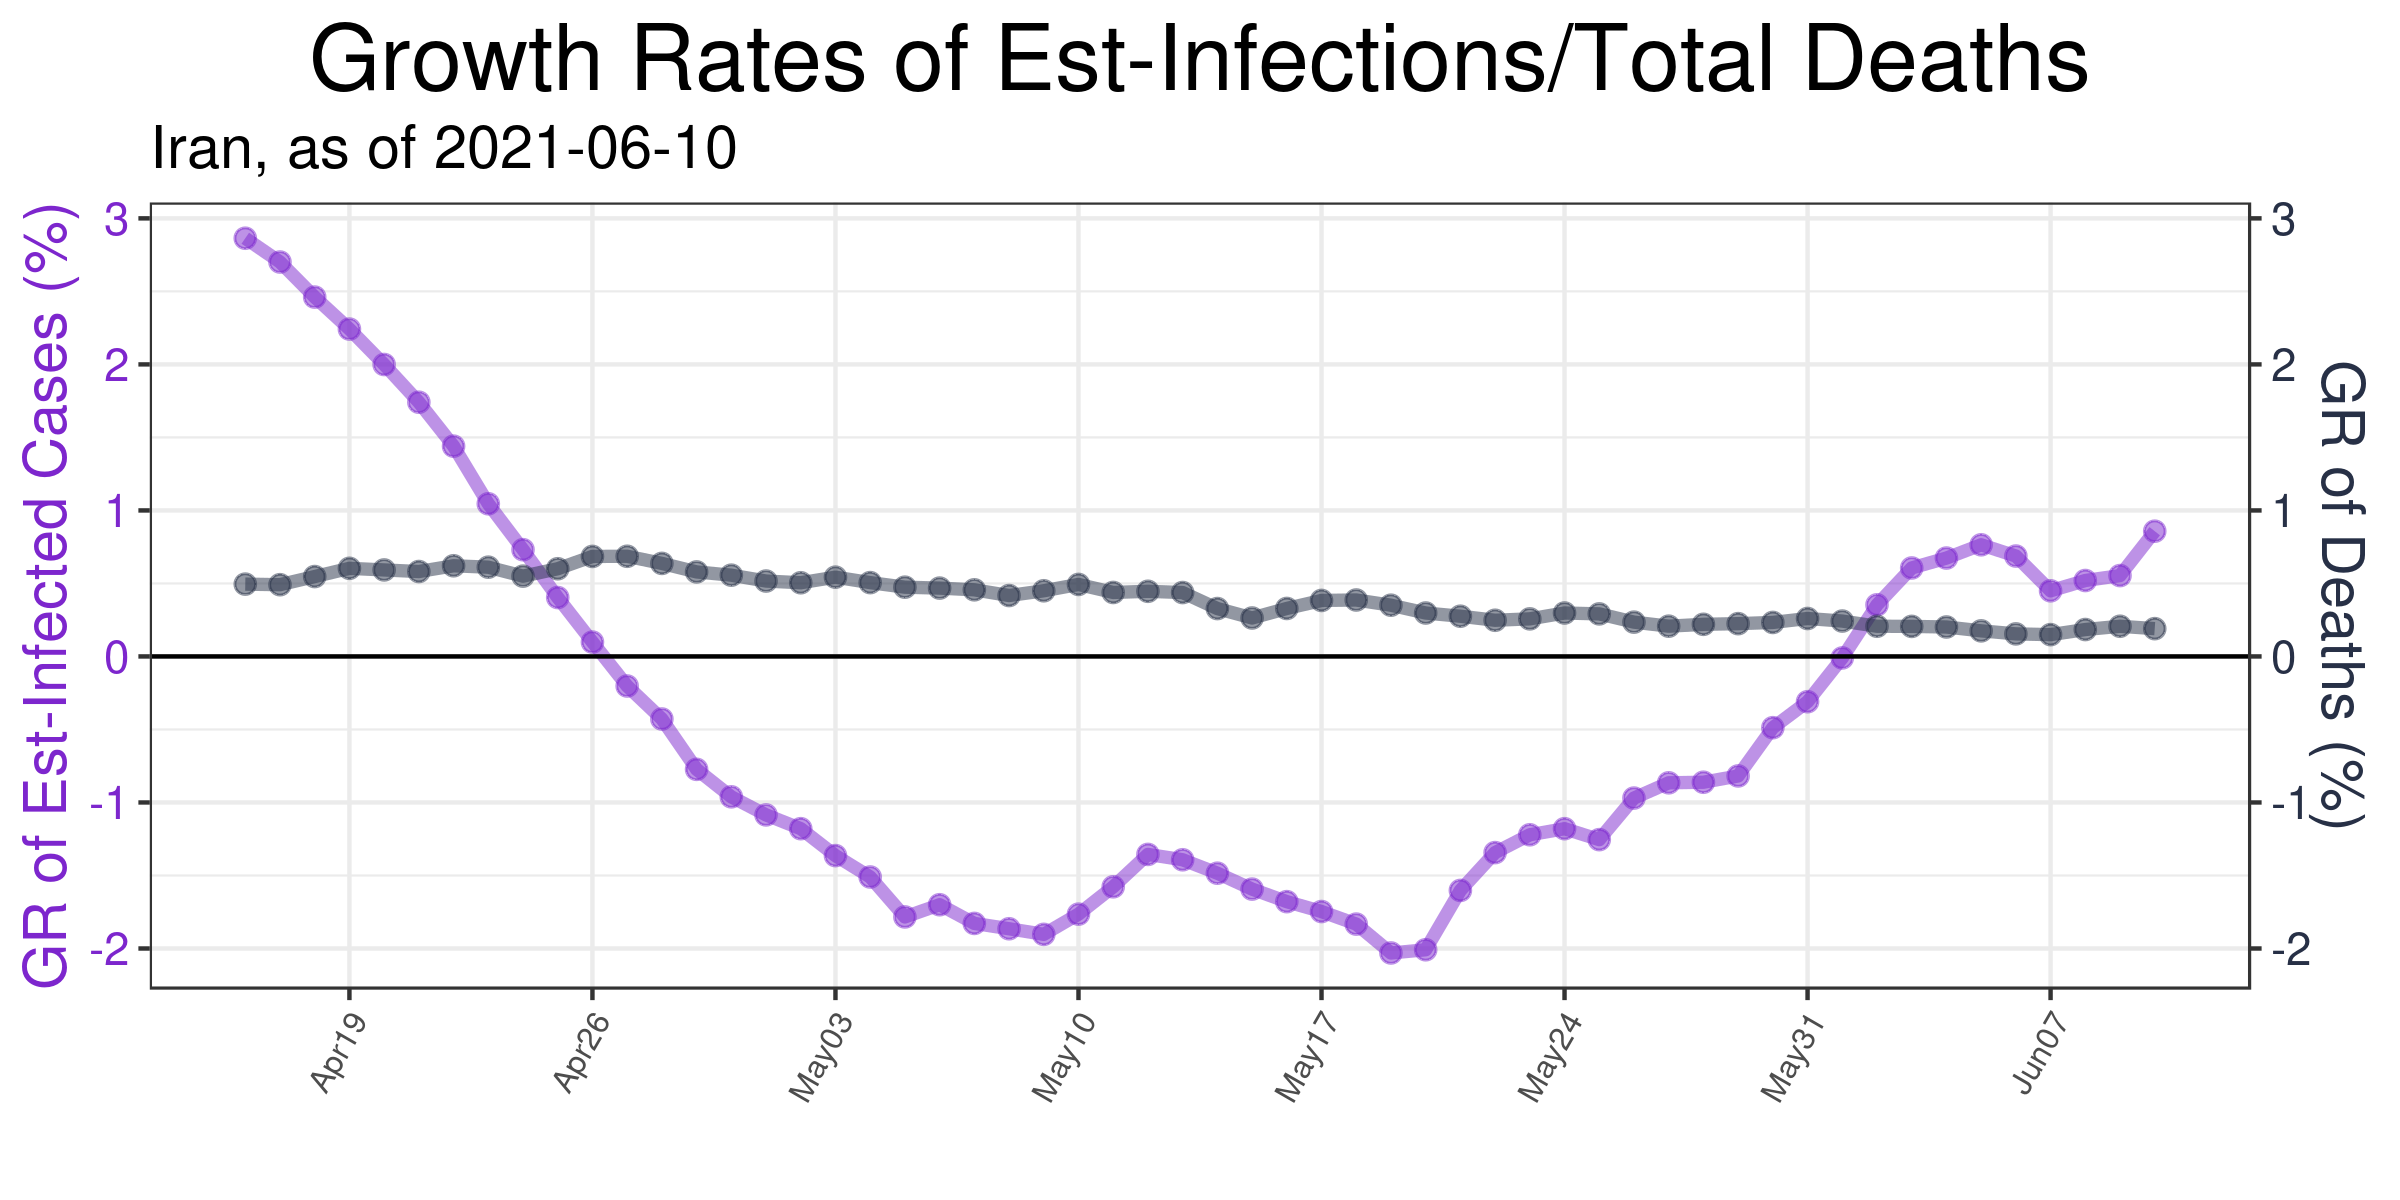 Growth Rates of Est-Infections/Total Deaths
Iran, as of 2021-06-10
GR of Est-Infected Cases (%)
3
2
1
0
-1
-2
3
2
1
0
-1
-2
GR of Deaths (%)
Apr19
Apr26
May03
May10
May17
May24
May31
Jun07